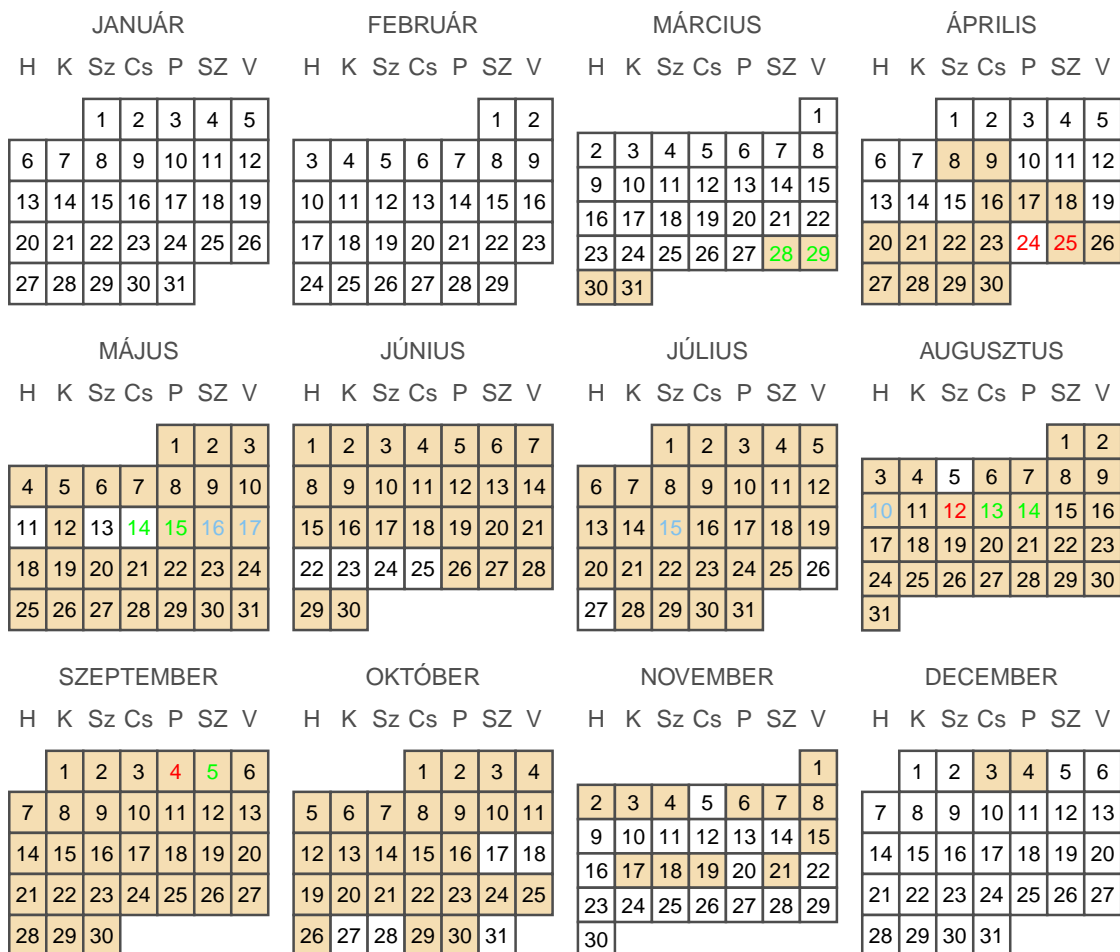 JANUÁR FEBRUÁR MÁRCIUS ÁPRILIS
H K Sz Cs P SZ V H K Sz Cs P SZ V H K Sz Cs P SZ V H K Sz Cs P SZ V
1 2 3 4 5 1 2 1 1 2 3 4 5
6 7 8 9 10 11 12 3 4 5 6 7 8 9 2 3 4 5 6 7 8 6 7 8 9 10 11 12
13 14 15 16 17 18 19 10 11 12 13 14 15 16 9 10 11 12 13 14 15 13 14 15 16 17 18 19
20 21 22 23 24 25 26 17 18 19 20 21 22 23 16 17 18 19 20 21 22 20 21 22 23 24 25 26
27 28 29 30 31 24 25 26 27 28 29 23 24 25 26 27 28 29 27 28 29 30
30 31
MÁJUS JÚNIUS JÚLIUS AUGUSZTUS
H K Sz Cs P SZ V H K Sz Cs P SZ V H K Sz Cs P SZ V H K Sz Cs P SZ V
1 2 3 1 2 3 4 5 6 7 1 2 3 4 5 1 2
4 5 6 7 8 9 10 8 9 10 11 12 13 14 6 7 8 9 10 11 12 3 4 5 6 7 8 9
11 12 13 14 15 16 17 15 16 17 18 19 20 21 13 14 15 16 17 18 19 10 11 12 13 14 15 16
18 19 20 21 22 23 24 22 23 24 25 26 27 28 20 21 22 23 24 25 26 17 18 19 20 21 22 23
25 26 27 28 29 30 31 29 30 27 28 29 30 31 24 25 26 27 28 29 30
31
SZEPTEMBER OKTÓBER NOVEMBER DECEMBER
H K Sz Cs P SZ V H K Sz Cs P SZ V H K Sz Cs P SZ V H K Sz Cs P SZ V
1 2 3 4 5 6 1 2 3 4 1 1 2 3 4 5 6
7 8 9 10 11 12 13 5 6 7 8 9 10 11 2 3 4 5 6 7 8 7 8 9 10 11 12 13
14 15 16 17 18 19 20 12 13 14 15 16 17 18 9 10 11 12 13 14 15 14 15 16 17 18 19 20
21 22 23 24 25 26 27 19 20 21 22 23 24 25 16 17 18 19 20 21 22 21 22 23 24 25 26 27
28 29 30 26 27 28 29 30 31 23 24 25 26 27 28 29 28 29 30 31
30